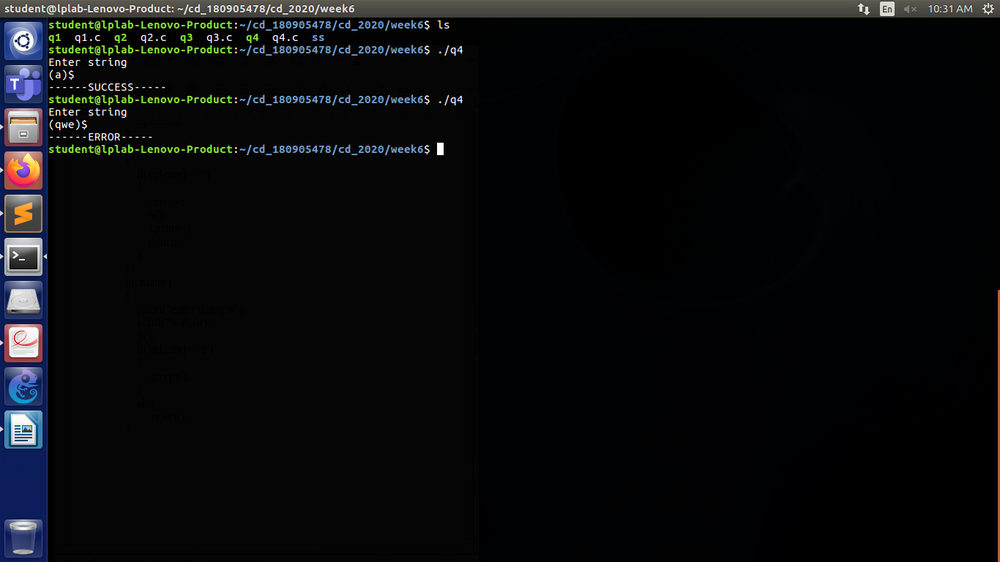 student@lplab-Lenovo-Product: ~/cd_180905478/cd_2020/week6
En
10:31 AM
student@lplab-Lenovo-Product:~/cd_180905478/cd_2020/week6$ ls
q1  q1.c  q2  q2.c  q3  q3.c  q4  q4.c  ss
student@lplab-Lenovo-Product:~/cd_180905478/cd_2020/week6$ ./q4
Enter string
(a)$
------SUCCESS-----
student@lplab-Lenovo-Product:~/cd_180905478/cd_2020/week6$ ./q4
Enter string
(qwe)$
------ERROR-----
student@lplab-Lenovo-Product:~/cd_180905478/cd_2020/week6$